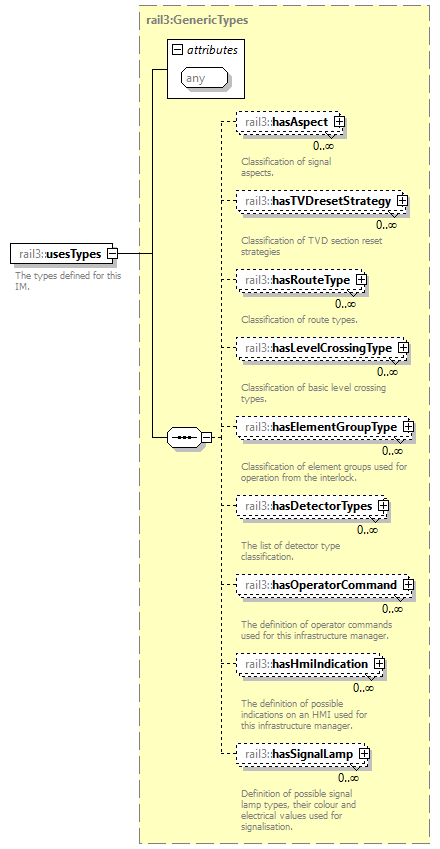 rail3:GenericTypes
attributes
any
rail3::hasAspect
0..∞
Classification of signal
aspects.
rail3::hasTVDresetStrategy
0..∞
Classification of TVD section reset
strategies
rail3::usesTypes
The types defined for this
IM.
rail3::hasRouteType
0..∞
Classification of route types.
rail3::hasLevelCrossingType
0..∞
Classification of basic level crossing
types.
rail3::hasElementGroupType
0..∞
Classification of element groups used for
operation from the interlock.
rail3::hasDetectorTypes
0..∞
The list of detector type
classification.
rail3::hasOperatorCommand
0..∞
The definition of operator commands
used for this infrastructure manager.
rail3::hasHmiIndication
0..∞
The definition of possible
indications on an HMI used for
this infrastructure manager.
rail3::hasSignalLamp
0..∞
Definition of possible signal
lamp types, their colour and
electrical values used for
signalisation.